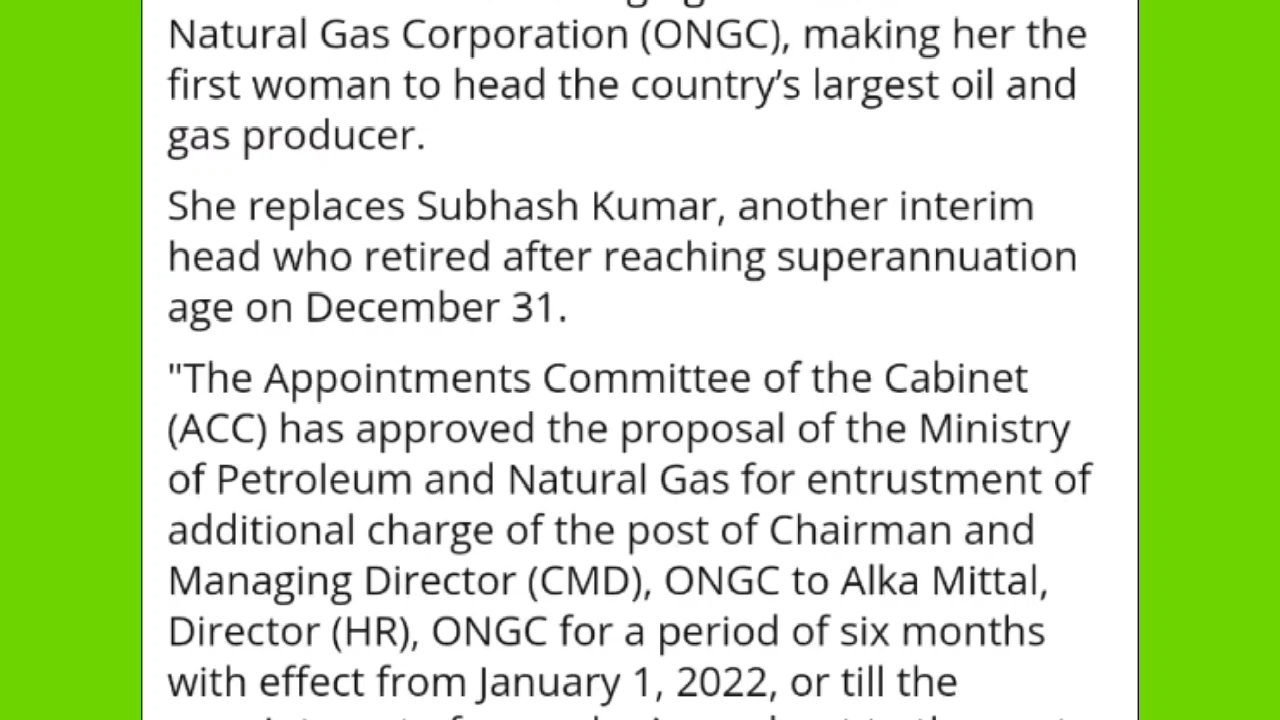 Natural Gas Corporation (ONGC), making her the
first woman to head the country’s largest oil and
gas producer.
She replaces Subhash Kumar, another interim
head who retired after reaching superannuation
age on December 31.
"The Appointments Committee of the Cabinet
(ACC) has approved the proposal of the Ministry
of Petroleum and Natural Gas for entrustment of
additional charge of the post of Chairman and
Managing Director (CMD), ONGC to Alka Mittal,
Director (HR), ONGC for a period of six months
with effect from January 1, 2022, or till the